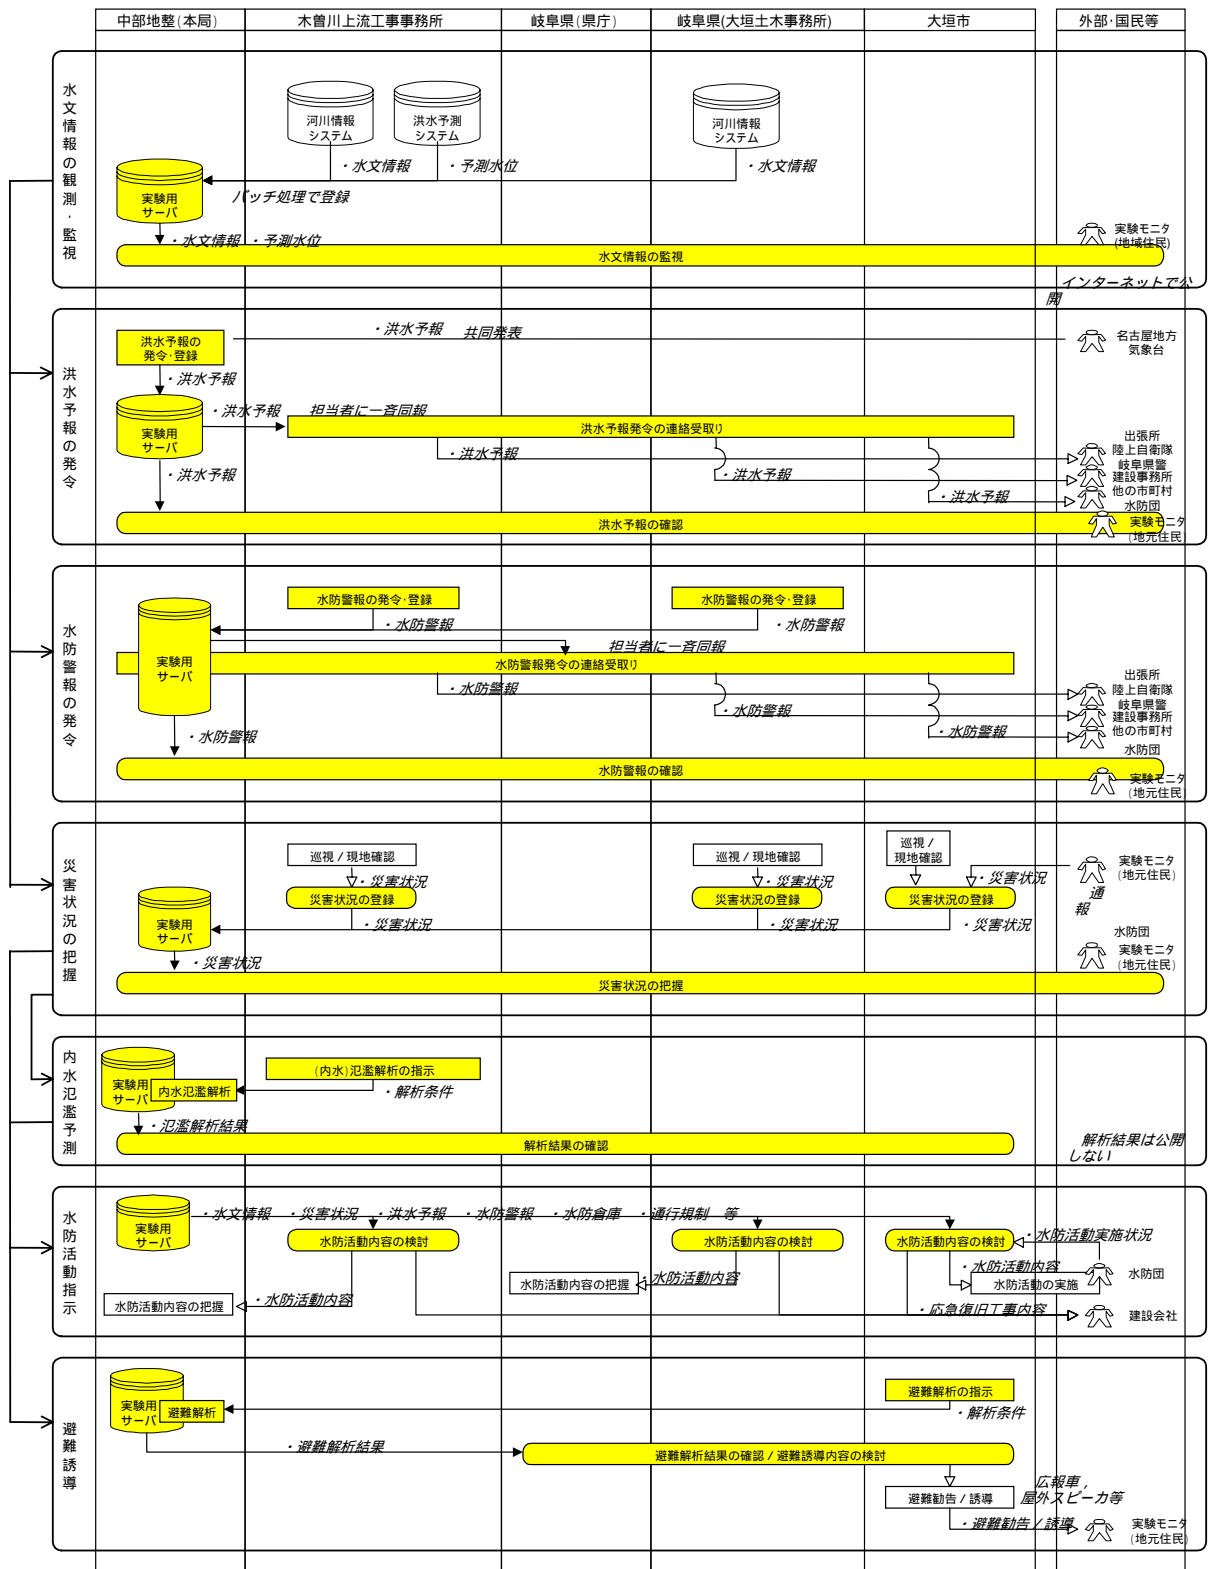 中部地整(本局)
木曽川上流工事事務所
岐阜県(県庁)
岐阜県(大垣土木事務所)
大垣市
外部・国民等
水文情報の観測・監視
河川情報
システム
洪水予測
システム
河川情報
システム
・水文情報
・予測水位
・水文情報
実験用
サーバ
バッチ処理で登録
・水文情報 ・予測水位
実験モニタ
(地域住民)
水文情報の監視
インターネットで公
開
洪水予報の発令
洪水予報の
発令・登録
・洪水予報
共同発表
名古屋地方
気象台
・洪水予報
実験用
サーバ
・洪水予報
担当者に一斉同報
洪水予報発令の連絡受取り
・洪水予報
・洪水予報
・洪水予報
・洪水予報
出張所
陸上自衛隊
岐阜県警
建設事務所
他の市町村
水防団
洪水予報の確認
実験モニタ
(地元住民)
水防警報の発令
水防警報の発令・登録
水防警報の発令・登録
・水防警報
・水防警報
実験用
サーバ
担当者に一斉同報
水防警報発令の連絡受取り
・水防警報
・水防警報
・水防警報
・水防警報
出張所
陸上自衛隊
岐阜県警
建設事務所
他の市町村
水防団
水防警報の確認
実験モニタ
(地元住民)
災害状況の把握
巡視/現地確認
巡視/現地確認
巡視/
現地確認
・災害状況
・災害状況
・災害状況
実験モニタ
(地元住民)
通
報
災害状況の登録
災害状況の登録
災害状況の登録
実験用
サーバ
・災害状況
・災害状況
・災害状況
水防団
実験モニタ
(地元住民)
・災害状況
災害状況の把握
内水氾濫予測
実験用
サーバ
内水氾濫解析
(内水)氾濫解析の指示
・解析条件
・氾濫解析結果
解析結果の確認
解析結果は公開
しない
水防活動指示
実験用
サーバ
・水文情報 ・災害状況 ・洪水予報 ・水防警報 ・水防倉庫 ・通行規制 等
水防活動内容の検討
水防活動内容の検討
水防活動内容の検討
・水防活動実施状況
・水防活動内容
水防活動の実施
水防団
水防活動内容の把握
・水防活動内容
水防活動内容の把握
・水防活動内容
・応急復旧工事内容
建設会社
避難誘導
実験用
サーバ
避難解析
避難解析の指示
・解析条件
・避難解析結果
避難解析結果の確認/避難誘導内容の検討
避難勧告/誘導
広報車,
屋外スピーカ等
・避難勧告/誘導
実験モニタ
(地元住民)